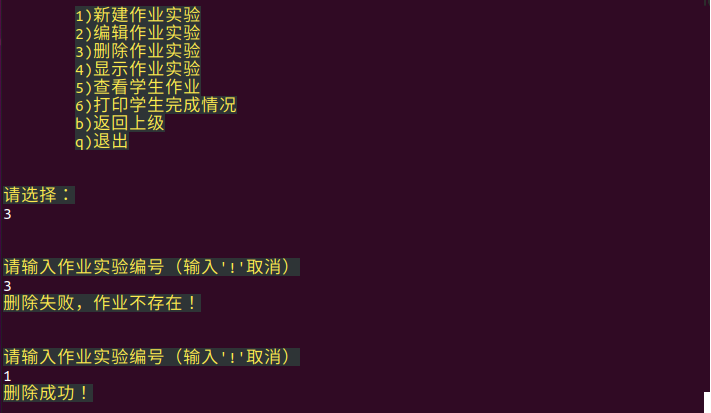 1)新建作业实验
2)编辑作业实验
3)删除作业实验
4)显示作业实验
5)查看学生作业
6)打印学生完成情况
b)返回上级
q)退出
请选择：
3
请输入作业实验编号（输入'!'取消）
3
删除失败，作业不存在！
请输入作业实验编号（输入'!'取消）
1
删除成功！